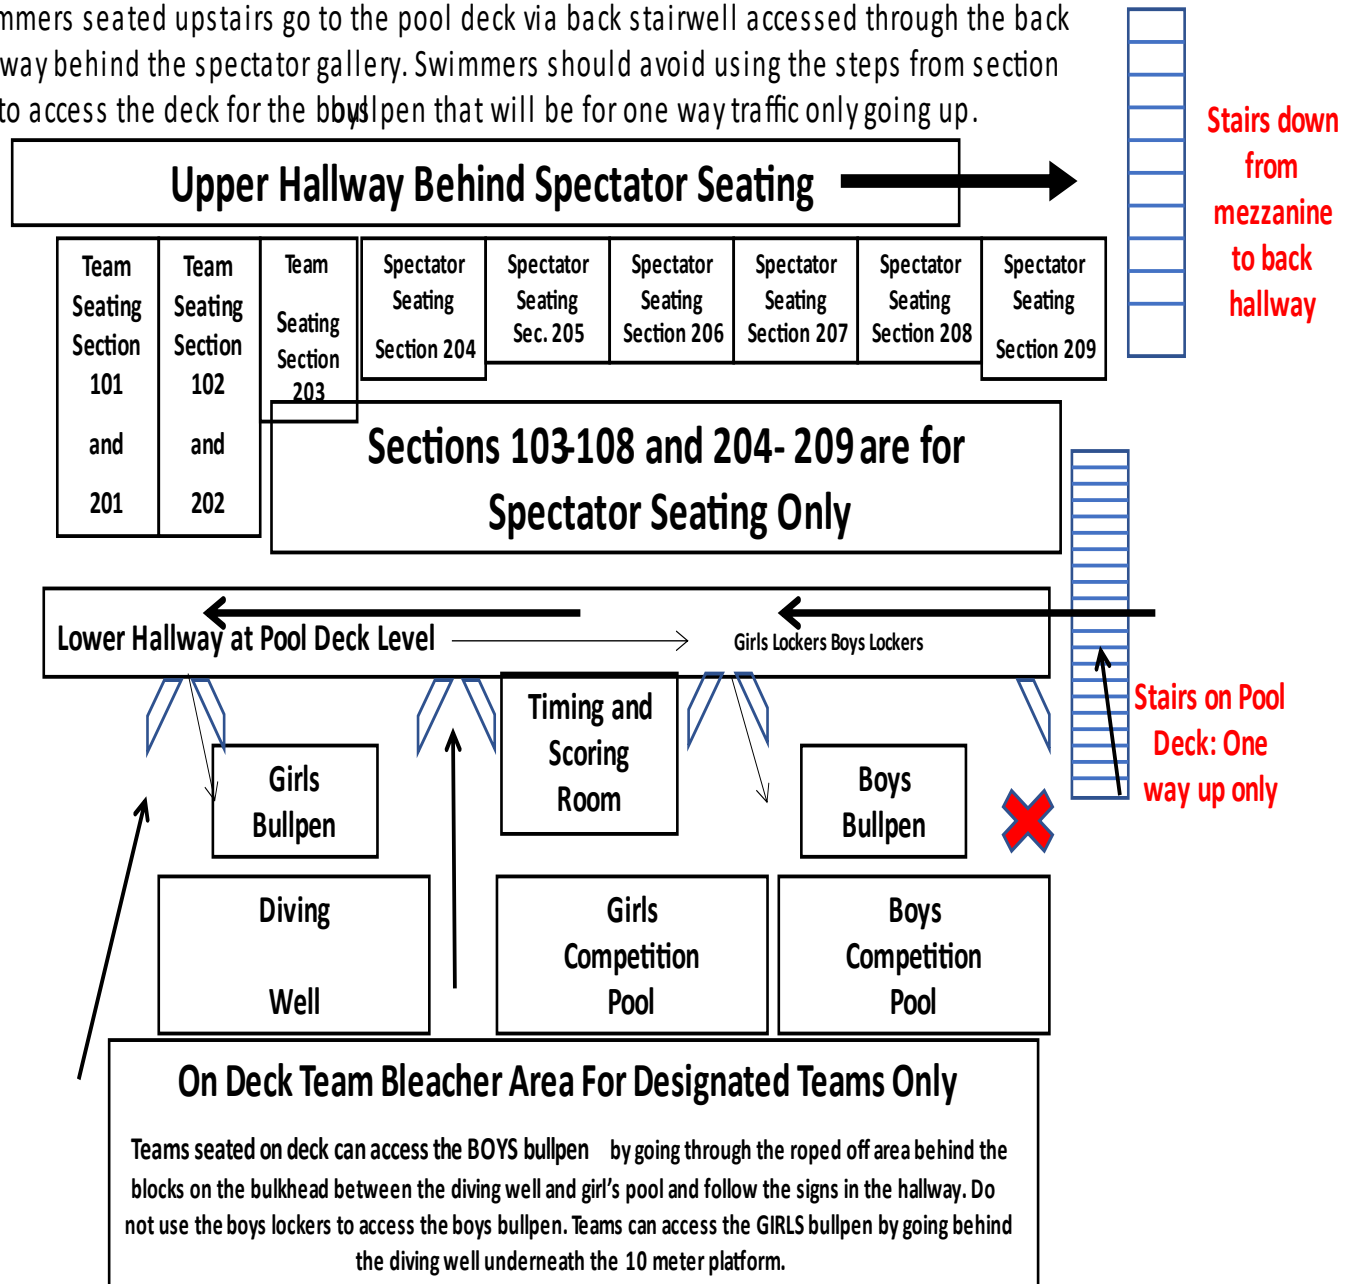 mmers seated upstairs go to the pool deck via back stairwell accessed through the back
way behind the spectator gallery. Swimmers should avoid using the steps from section
to access the deck for the boys bullpen that will be for one way traffic only going up.
Stairs down
from
mezzanine
to back
hallway
Upper Hallway Behind Spectator Seating
Team
Seating
Section
101
and
201
Team
Seating
Section
102
and
202
Team
Seating
Section
203
Spectator
Seating
Section 204
Spectator
Seating
Sec. 205
Spectator
Seating
Section 206
Spectator
Seating
Section 207
Spectator
Seating
Section 208
Spectator
Seating
Section 209
Sections 103-108 and 204- 209 are for
Spectator Seating Only
Lower Hallway at Pool Deck Level
Girls Lockers Boys Lockers
Stairs on Pool
Deck: One
way up only
Girls
Bullpen
Timing and
Scoring
Room
Boys
Bullpen
Diving
Well
Girls
Competition
Pool
Boys
Competition
Pool
On Deck Team Bleacher Area For Designated Teams Only
Teams seated on deck can access the BOYS bullpen by going through the roped off area behind the
blocks on the bulkhead between the diving well and girl's pool and follow the signs in the hallway. Do
not use the boys lockers to access the boys bullpen. Teams can access the GIRLS bullpen by going behind
the diving well underneath the 10 meter platform.